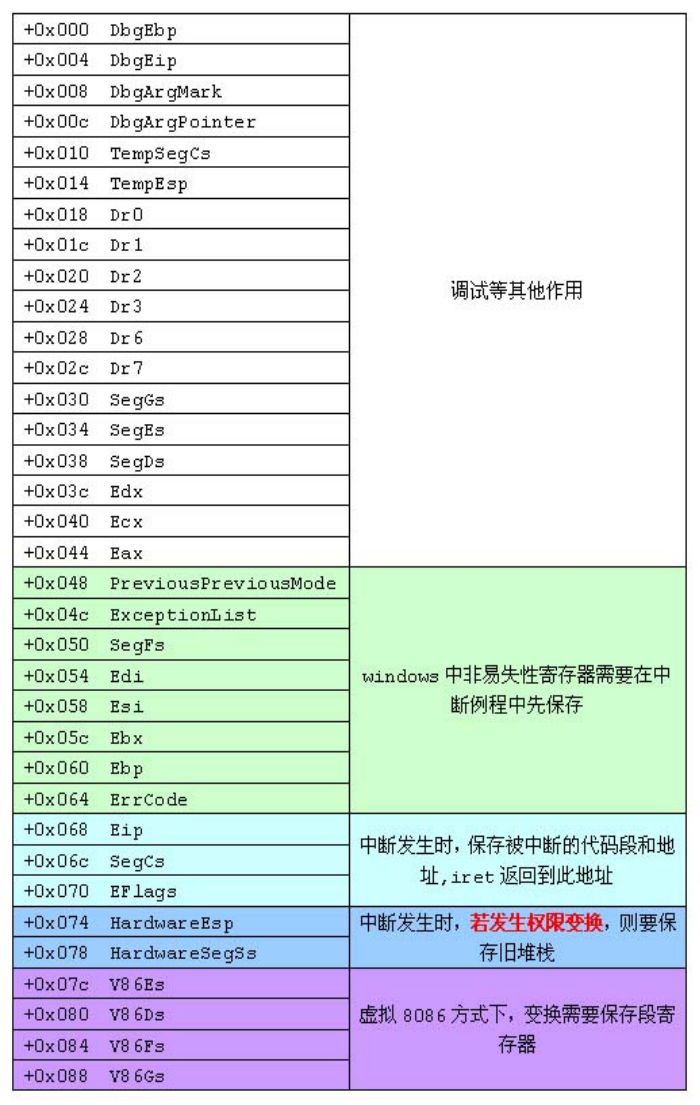 +0x000 DbgEbp
+0x004 DbgEip
+0x008 DbgArgMark
+0x00c DbgArgPointer
+0x010 TempSegCs
+0x014 TempEsp
+0x018 Dr0
+0x01c Dr1
+0x020 Dr2
+0x024 Dr3
+0x028 Dr6
+0x02c Dr7
+0x030 SegGs
+0x034 SegEs
+0x038 SegDs
+0x03c Edx
+0x040 Ecx
+0x044 Eax
调试等其他作用
+0x048 PreviousPreviousMode
+0x04c ExceptionList
+0x050 SegFs
+0x054 Edi
+0x058 Esi
+0x05c Ebx
+0x060 Ebp
+0x064 ErrCode
windows 中非易失性寄存器需要在中
断例程中先保存
+0x068 Eip
+0x06c SegCs
+0x070 EFlags
中断发生时，保存被中断的代码段和地
址,iret 返回到此地址
+0x074 HardwareEsp
+0x078 HardwareSegSs
中断发生时，若发生权限变换，则要保
存旧堆栈
+0x07c V86Es
+0x080 V86Ds
+0x084 V86Fs
+0x088 V86Gs
虚拟 8086 方式下，变换需要保存段寄
存器